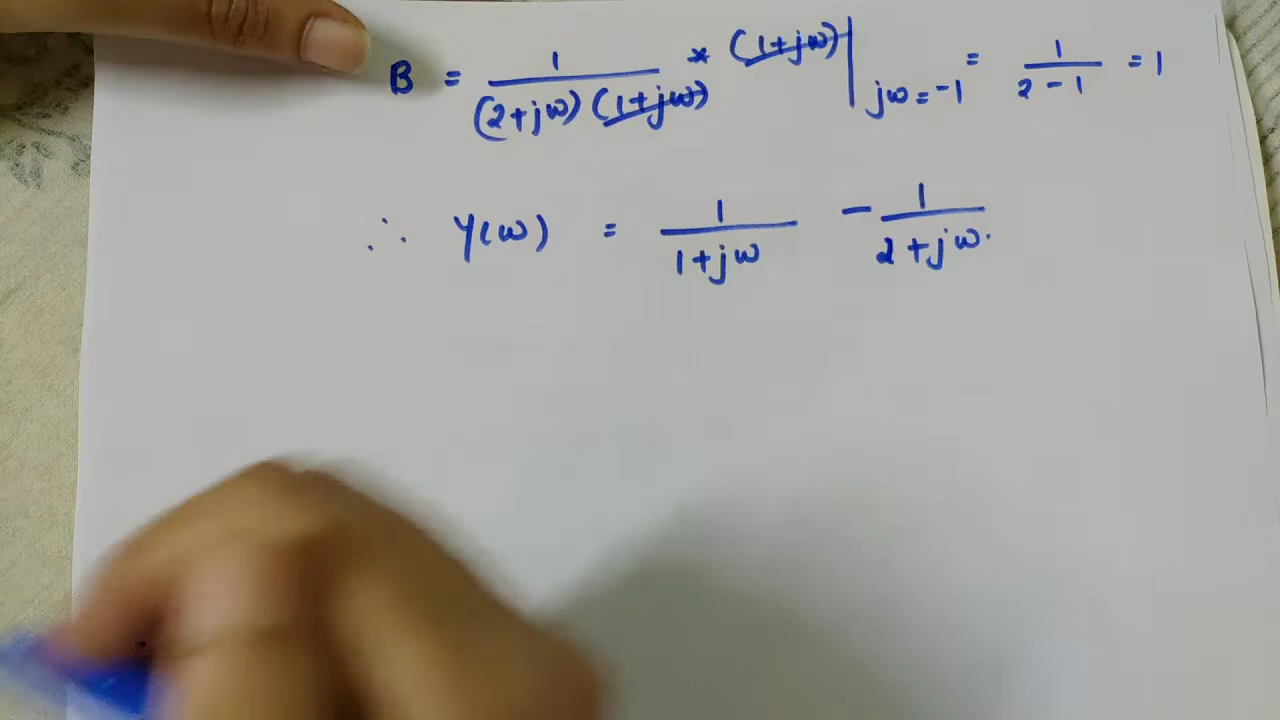 B = 1/((2+jω)(1+jω)) * (1+jω)|jω=-1 = 1/(2-1) = 1
∴ Y(ω) = 1/(1+jω) - 1/(2+jω).